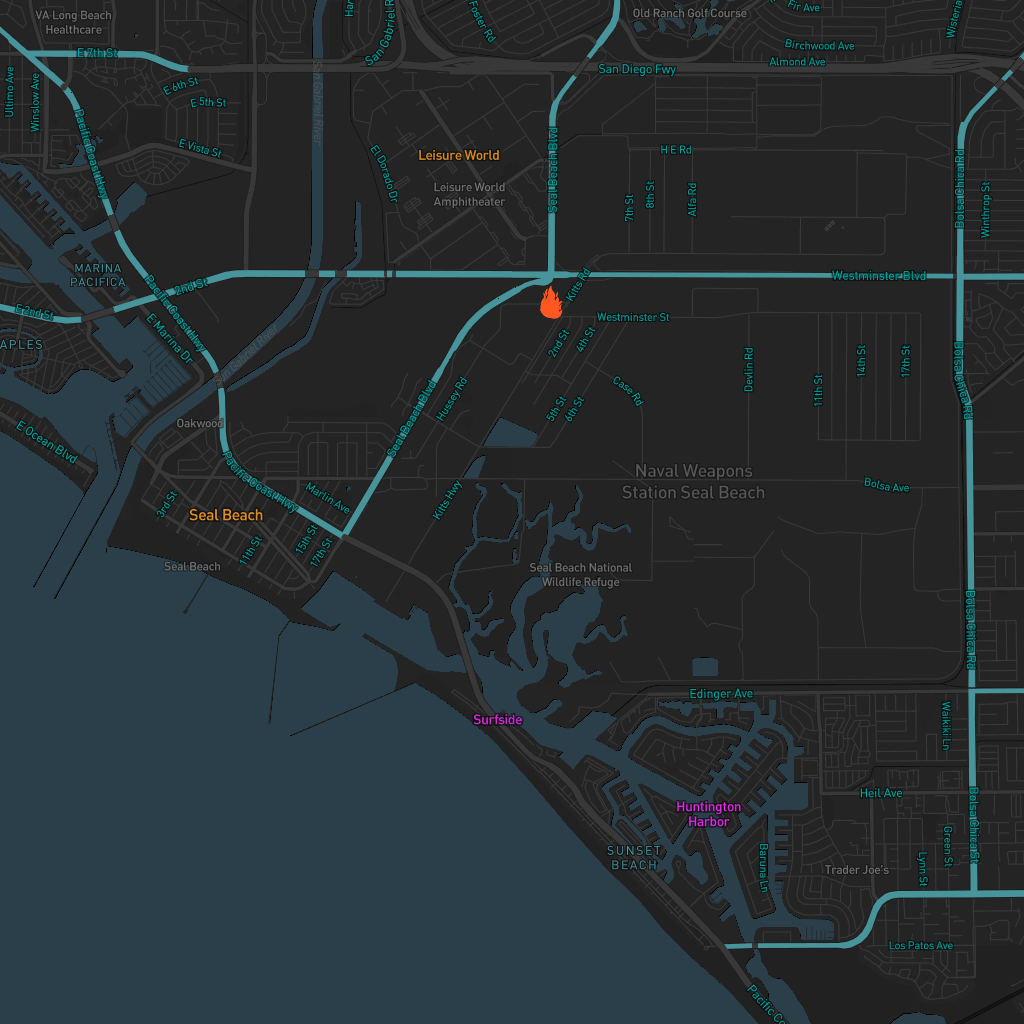 VA Long Beach
Healthcare
Foster Rd
San Gabriel R
Old Ranch Golf Course
Fir Ave
Wisteria
E 7th St
Birchwood Ave
Almond Ave
San Diego Fwy
Ultimo Ave
Winslow Ave
E 6th St
E 5th St
San Gabriel River
Pacific Coast Hwy
E Vista St
El Dorado Dr
Leisure World
Leisure World
Amphitheater
Seal Beach Blvd
H E Rd
7th St
8th St
Alfa Rd
Bolsa Chica Rd
Winthrop St
MARINA
PACIFICA
2nd St
E 2nd St
Pacific Coast Hwy
E Marina Dr
San Gabriel River
Westminster Blvd
Kitts Rd
Westminster St
2nd St
4th St
APLES
Devlin Rd
11th St
14th St
17th St
Bolsa Chica Rd
Case Rd
Hussey Rd
Seal Beach Blvd
5th St
6th St
Oakwood
E Ocean Blvd
Pacific Coast Hwy
Marlin Ave
Kitts Hwy
Naval Weapons
Station Seal Beach
Bolsa Ave
3rd St
Seal Beach
11th St
15th St
17th St
Seal Beach
Seal Beach National
Wildlife Refuge
Bolsa Chica Rd
Edinger Ave
Surfside
Waikiki Ln
Heil Ave
Huntington
Harbor
Bolsa Chica St
SUNSET
BEACH
Baruna Ln
Trader Joe's
Lynn St
Green St
Los Patos Ave
Pacific Co